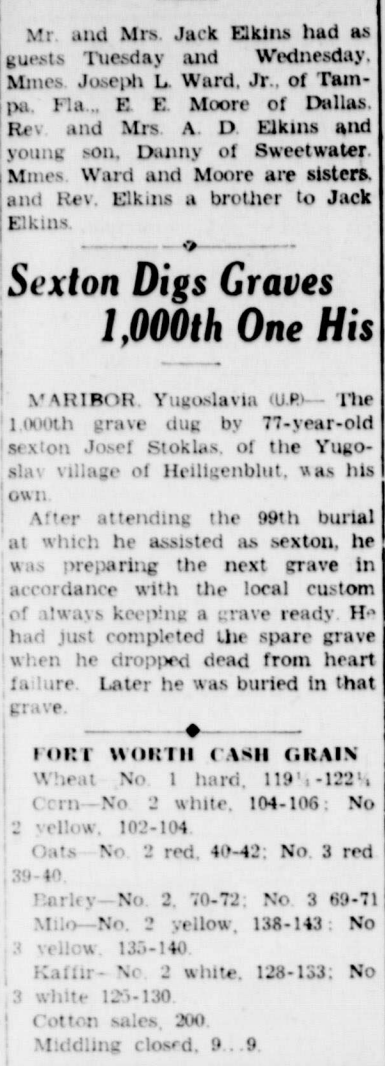 Mr. and Mrs. Jack Elkins had as
guests Tuesday and Wednesday,
Mmes. Joseph L. Ward, Jr., of Tam-
pa, Fla., E. E. Moore of Dallas,
Rev. and Mrs. A. D. Elkins and
young son, Danny of Sweetwater.
Mmes. Ward and Moore are sisters,
and Rev. Elkins a brother to Jack
Elkins.
Sexton Digs Graves
1,000th One His
MARIBOR, Yugoslavia (U.P.)— The
1,000th grave dug by 77-year-old
sexton Josef Stoklas, of the Yugo-
slav village of Heiligenblut, was his
own.
After attending the 99th burial
at which he assisted as sexton, he
was preparing the next grave in
accordance with the local custom
of always keeping a grave ready. He
had just completed the spare grave
when he dropped dead from heart
failure. Later he was buried in that
grave.
FORT WORTH CASH GRAIN
Wheat No. 1 hard, 119¼-122¼
Corn—No. 2 white, 104-106; No.
2 yellow, 102-104.
Oats—No. 2 red, 40-42; No. 3 red
39-40.
Barley—No. 2, 70-72; No. 3 69-71
Milo—No. 2 yellow, 138-143; No.
3 yellow, 135-140.
Kaffir—No. 2 white, 128-133; No.
3 white 125-130.
Cotton sales, 200.
Middling closed, 9...9.